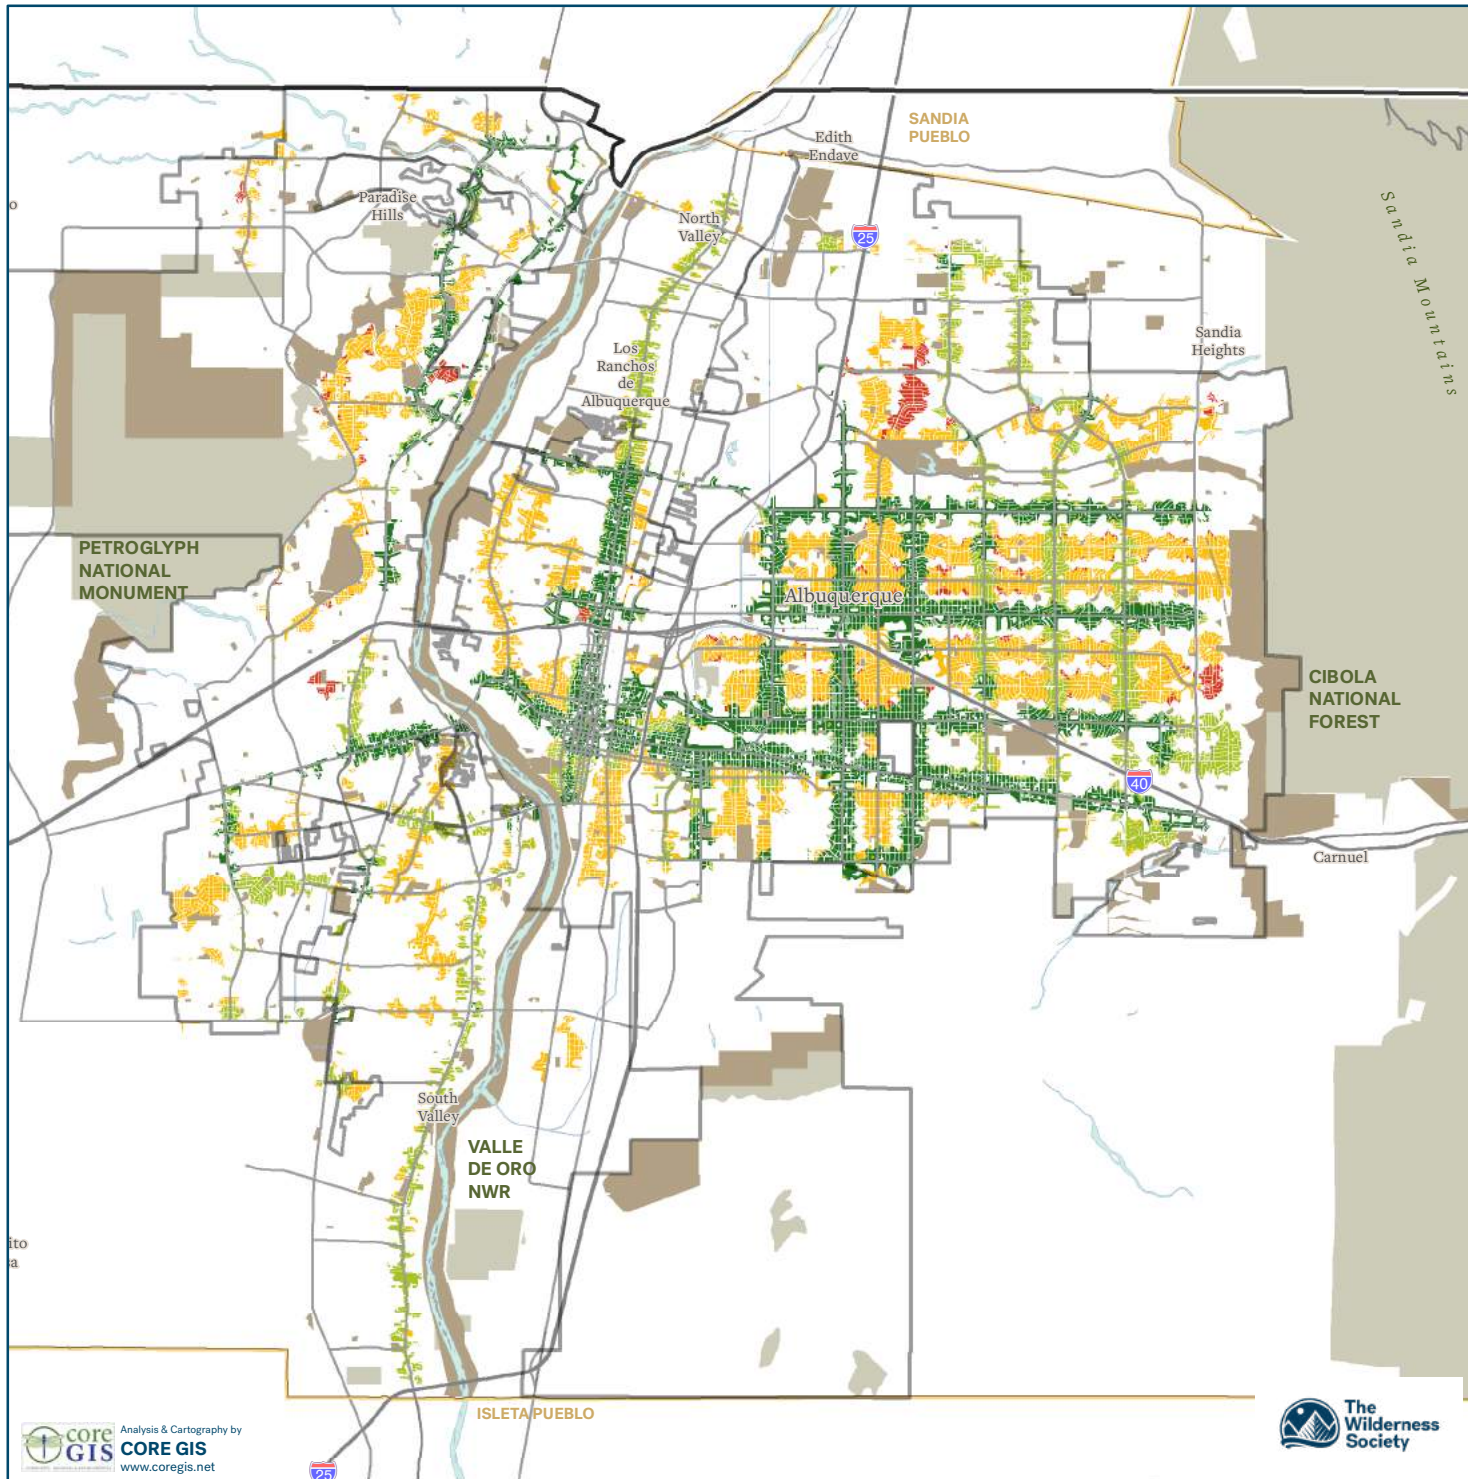 SANDIA
PUEBLO
Edith
Endave
Paradise
Hills
North
Valley
25
Sandia Mountains
o
Los
Ranchos
de
Albuquerque
Sandia
Heights
PETROGLYPH
NATIONAL
MONUMENT
Albuquerque
CIBOLA
NATIONAL
FOREST
40
Carnuel
South
Valley
VALLE
DE ORO
NWR
ito
a
ISLETA PUEBLO
core
GIS
Analysis & Cartography by
CORE GIS
www.coregis.net
25
The
Wilderness
Society